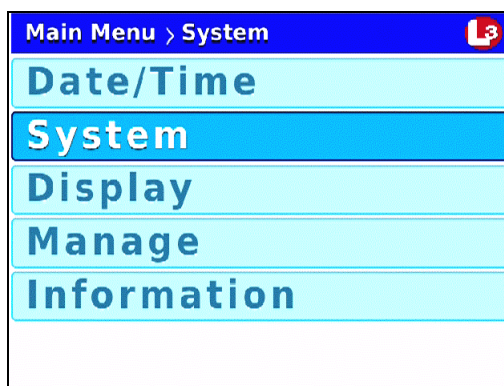 Main Menu > System
L3
Date/Time
System
Display
Manage
Information